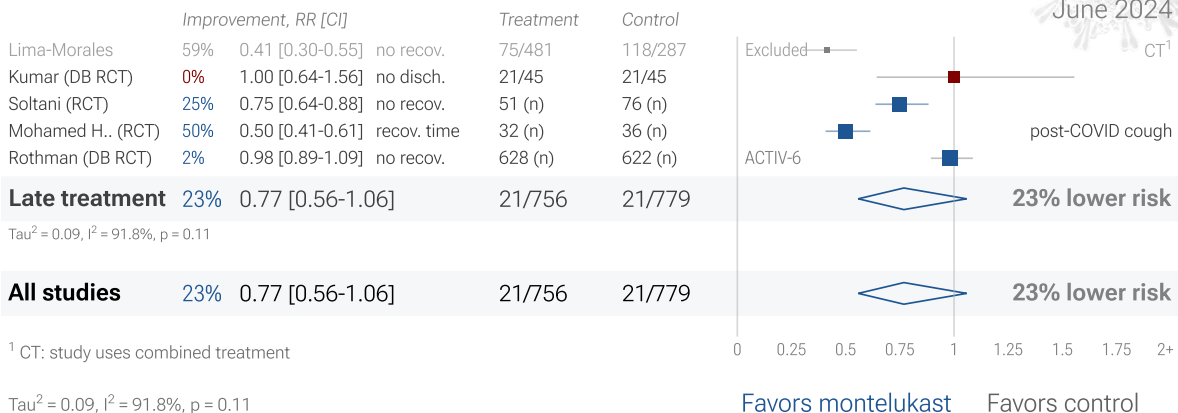 June 2024
Improvement, RR [CI] Treatment Control
Lima-Morales 59% 0.41 [0.30-0.55] no recov. 75/481 118/287 Excluded CT¹
Kumar (DB RCT) 0% 1.00 [0.64-1.56] no disch. 21/45 21/45
Soltani (RCT) 25% 0.75 [0.64-0.88] no recov. 51 (n) 76 (n)
Mohamed H.. (RCT) 50% 0.50 [0.41-0.61] recov. time 32 (n) 36 (n) post-COVID cough
Rothman (DB RCT) 2% 0.98 [0.89-1.09] no recov. 628 (n) 622 (n) ACTIV-6
Late treatment 23% 0.77 [0.56-1.06] 21/756 21/779 23% lower risk
Tau² = 0.09, I² = 91.8%, p = 0.11
All studies 23% 0.77 [0.56-1.06] 21/756 21/779 23% lower risk
0 0.25 0.5 0.75 1 1.25 1.5 1.75 2+
¹ CT: study uses combined treatment
Tau² = 0.09, I² = 91.8%, p = 0.11 Favors montelukast Favors control